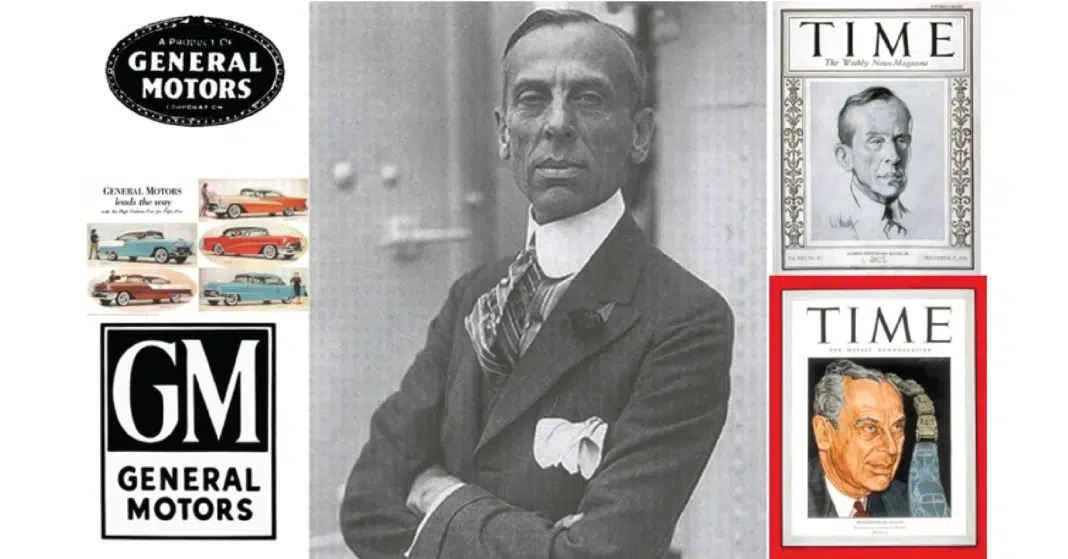 A PRODUCT OF
GENERAL
MOTORS
CORPORATION
GENERAL MOTORS
leads the way
GM
GENERAL
MOTORS
TIME
The Weekly News-Magazine
TIME
THE WEEKLY NEWSMAGAZINE